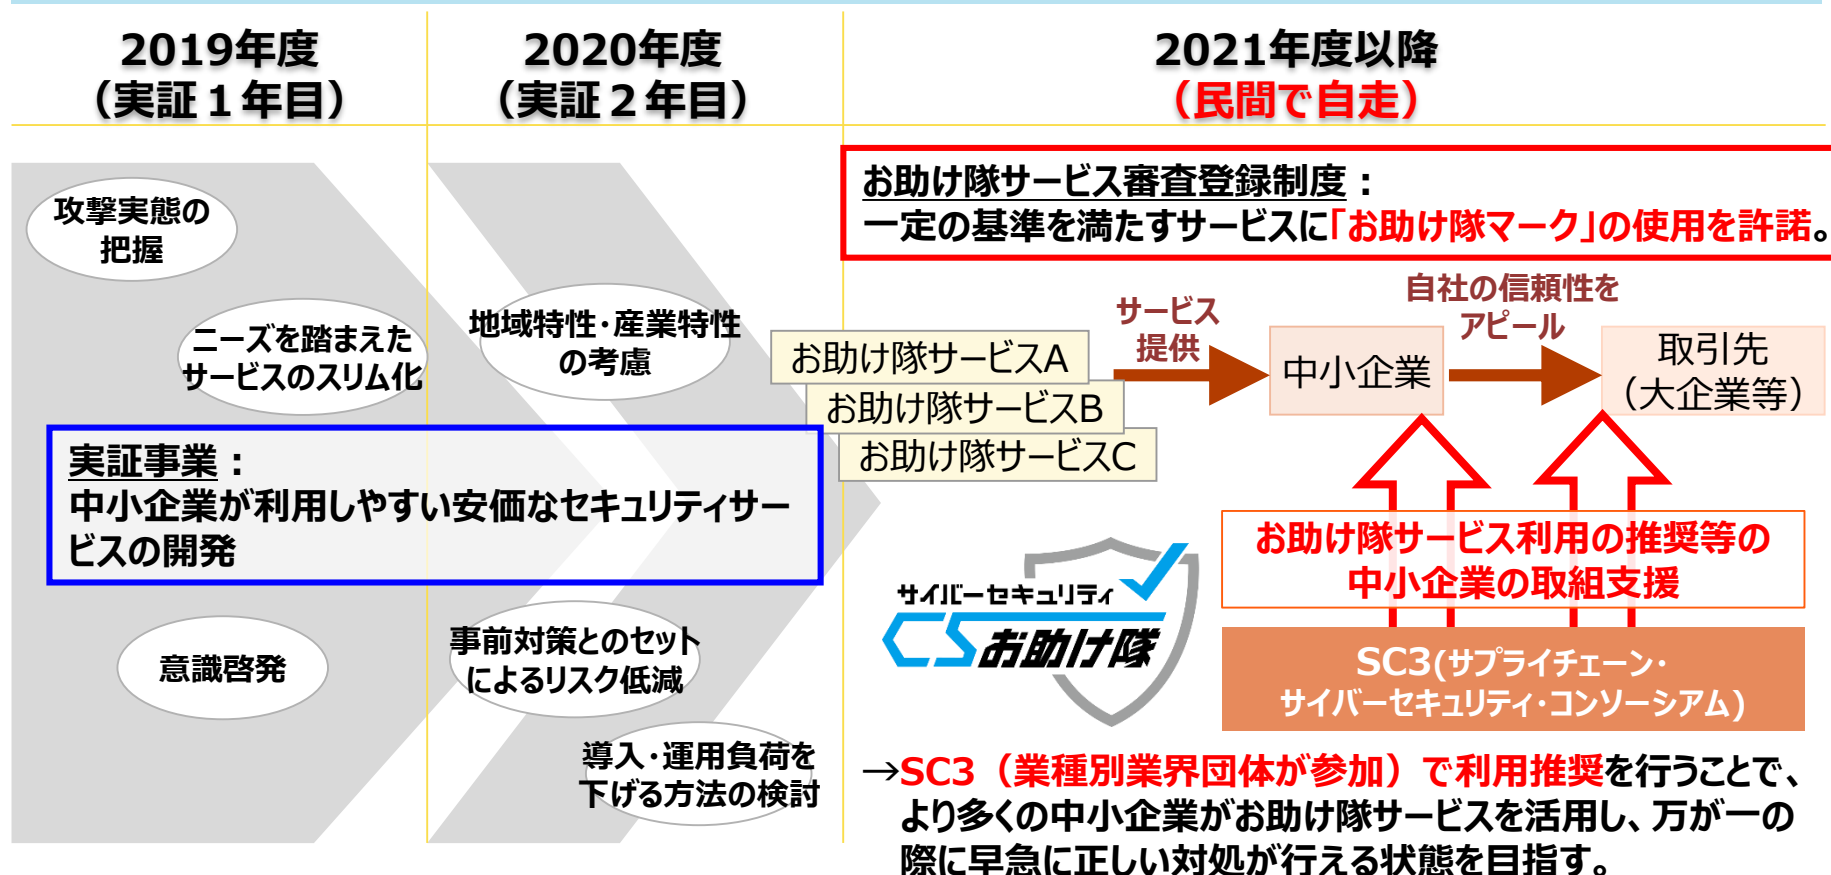 2019年度
（実証１年目）
2020年度
（実証２年目）
2021年度以降
（民間で自走）
攻撃実態の
把握
ニーズを踏まえた
サービスのスリム化
地域特性・産業特性
の考慮
実証事業：
中小企業が利用しやすい安価なセキュリティサー
ビスの開発
意識啓発
事前対策とのセット
によるリスク低減
導入・運用負荷を
下げる方法の検討
お助け隊サービス審査登録制度：
一定の基準を満たすサービスに「お助け隊マーク」の使用を許諾。
お助け隊サービスA
お助け隊サービスB
お助け隊サービスC
サービス
提供
中小企業
自社の信頼性を
アピール
取引先
（大企業等）
お助け隊サービス利用の推奨等の
中小企業の取組支援
SC3(サプライチェーン・
サイバーセキュリティ・コンソーシアム)
サイバーセキュリティ
CSお助け隊
→SC3（業種別業界団体が参加）で利用推奨を行うことで、
より多くの中小企業がお助け隊サービスを活用し、万が一の
際に早急に正しい対処が行える状態を目指す。